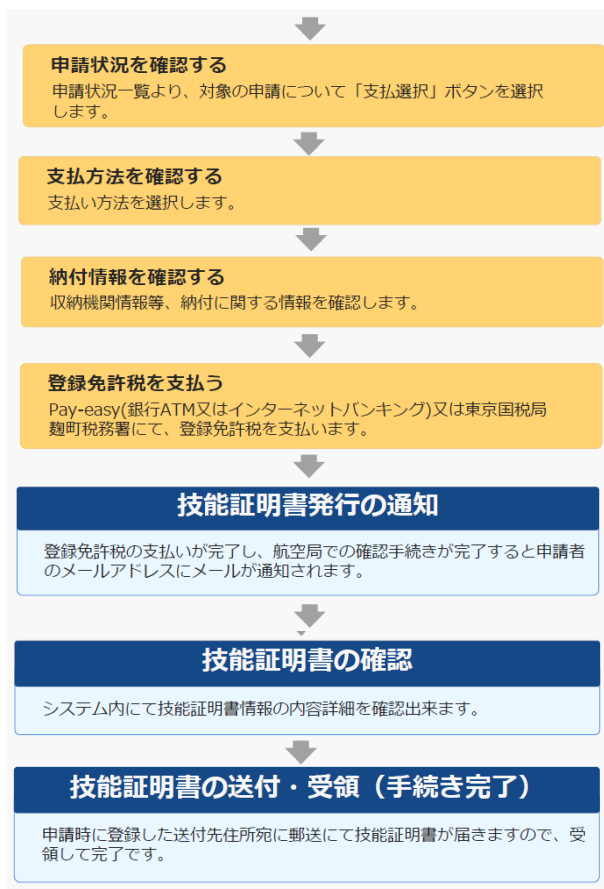 申請状況を確認する
申請状況一覧より、対象の申請について「支払選択」ボタンを選択
します。
支払方法を確認する
支払い方法を選択します。
納付情報を確認する
収納機関情報等、納付に関する情報を確認します。
登録免許税を支払う
Pay-easy(銀行ATM又はインターネットバンキング)又は東京国税局
麹町税務署にて、登録免許税を支払います。
技能証明書発行の通知
登録免許税の支払いが完了し、航空局での確認手続きが完了すると申請者
のメールアドレスにメールが通知されます。
技能証明書の確認
システム内にて技能証明書情報の内容詳細を確認出来ます。
技能証明書の送付・受領（手続き完了）
申請時に登録した送付先住所宛に郵送にて技能証明書が届きますので、受
領して完了です。